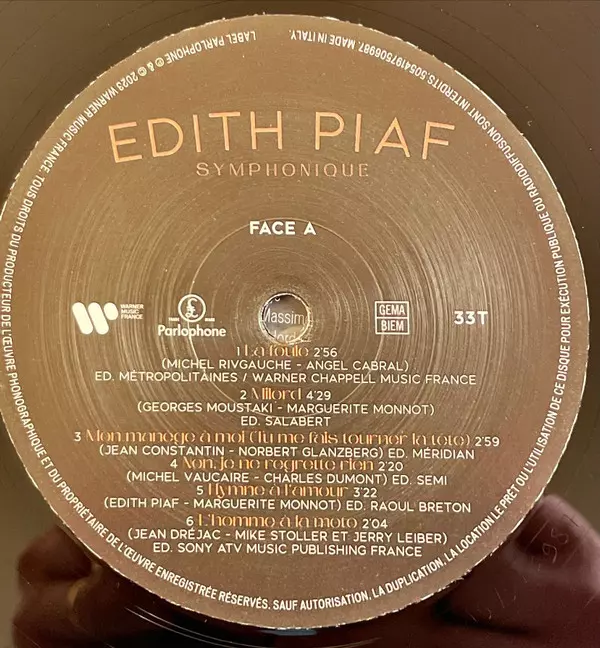 EDITH PIAF
SYMPHONIQUE
FACE A
WARNER
MUSIC
FRANCE
TRADE MARK
Parlophone
GEMA
BIEM
33T
Massim
1 La foule 2'56
(MICHEL RIVGAUCHE - ANGEL CABRAL)
ED. MÉTROPOLITAINES / WARNER CHAPPELL MUSIC FRANCE
2 Milord 4'29
(GEORGES MOUSTAKI - MARGUERITE MONNOT)
ED. SALABERT
3 Mon manège à moi (Tu me fais tourner la tête) 2'59
(JEAN CONSTANTIN - NORBERT GLANZBERG) ED. MÉRIDIAN
4 Non, je ne regrette rien 2'20
(MICHEL VAUCAIRE - CHARLES DUMONT) ED. SEMI
5 Hymne à l'amour 3'22
(EDITH PIAF - MARGUERITE MONNOT) ED. RAOUL BRETON
6 L'homme à la moto 2'04
(JEAN DRÉJAC - MIKE STOLLER ET JERRY LEIBER)
ED. SONY ATV MUSIC PUBLISHING FRANCE
LABEL PARLOPHONE ℗ & © 2023 WARNER MUSIC FRANCE. TOUS DROITS DU PRODUCTEUR DE L'ŒUVRE PHONOGRAPHIQUE ET DU PROPRIÉTAIRE DE L'ŒUVRE ENREGISTRÉE RÉSERVÉS. SAUF AUTORISATION, LA DUPLICATION, LA LOCATION LE PRÊT OU L'UTILISATION DE CE DISQUE POUR EXÉCUTION PUBLIQUE OU RADIODIFFUSION SONT INTERDITS. 5054197506987. MADE IN ITALY.